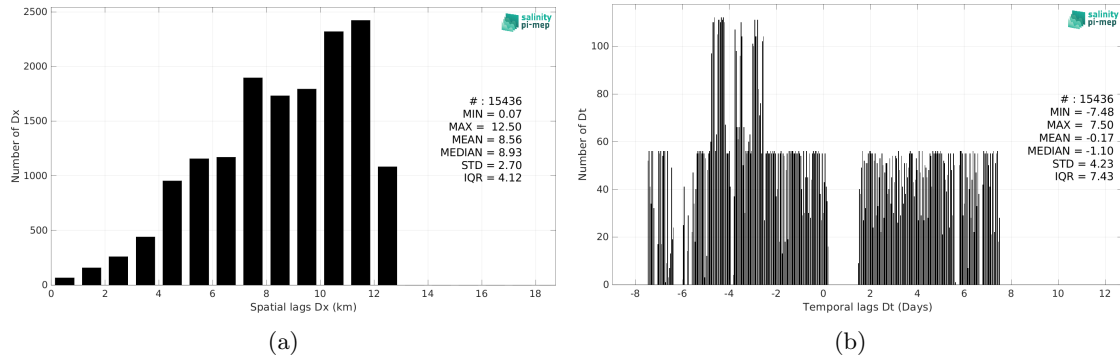 salinity
pi-mep
2500
2000
1500
1000
500
0
Number of Dx
# : 15436
MIN = 0.07
MAX = 12.50
MEAN = 8.56
MEDIAN = 8.93
STD = 2.70
IQR = 4.12
0 2 4 6 8 10 12 14 16 18
Spatial lags Dx (km)
(a)
salinity
pi-mep
100
80
60
40
20
0
Number of Dt
# : 15436
MIN = -7.48
MAX = 7.50
MEAN = -0.17
MEDIAN = -1.10
STD = 4.23
IQR = 7.43
-8 -6 -4 -2 0 2 4 6 8 10 12
Temporal lags Dt (Days)
(b)